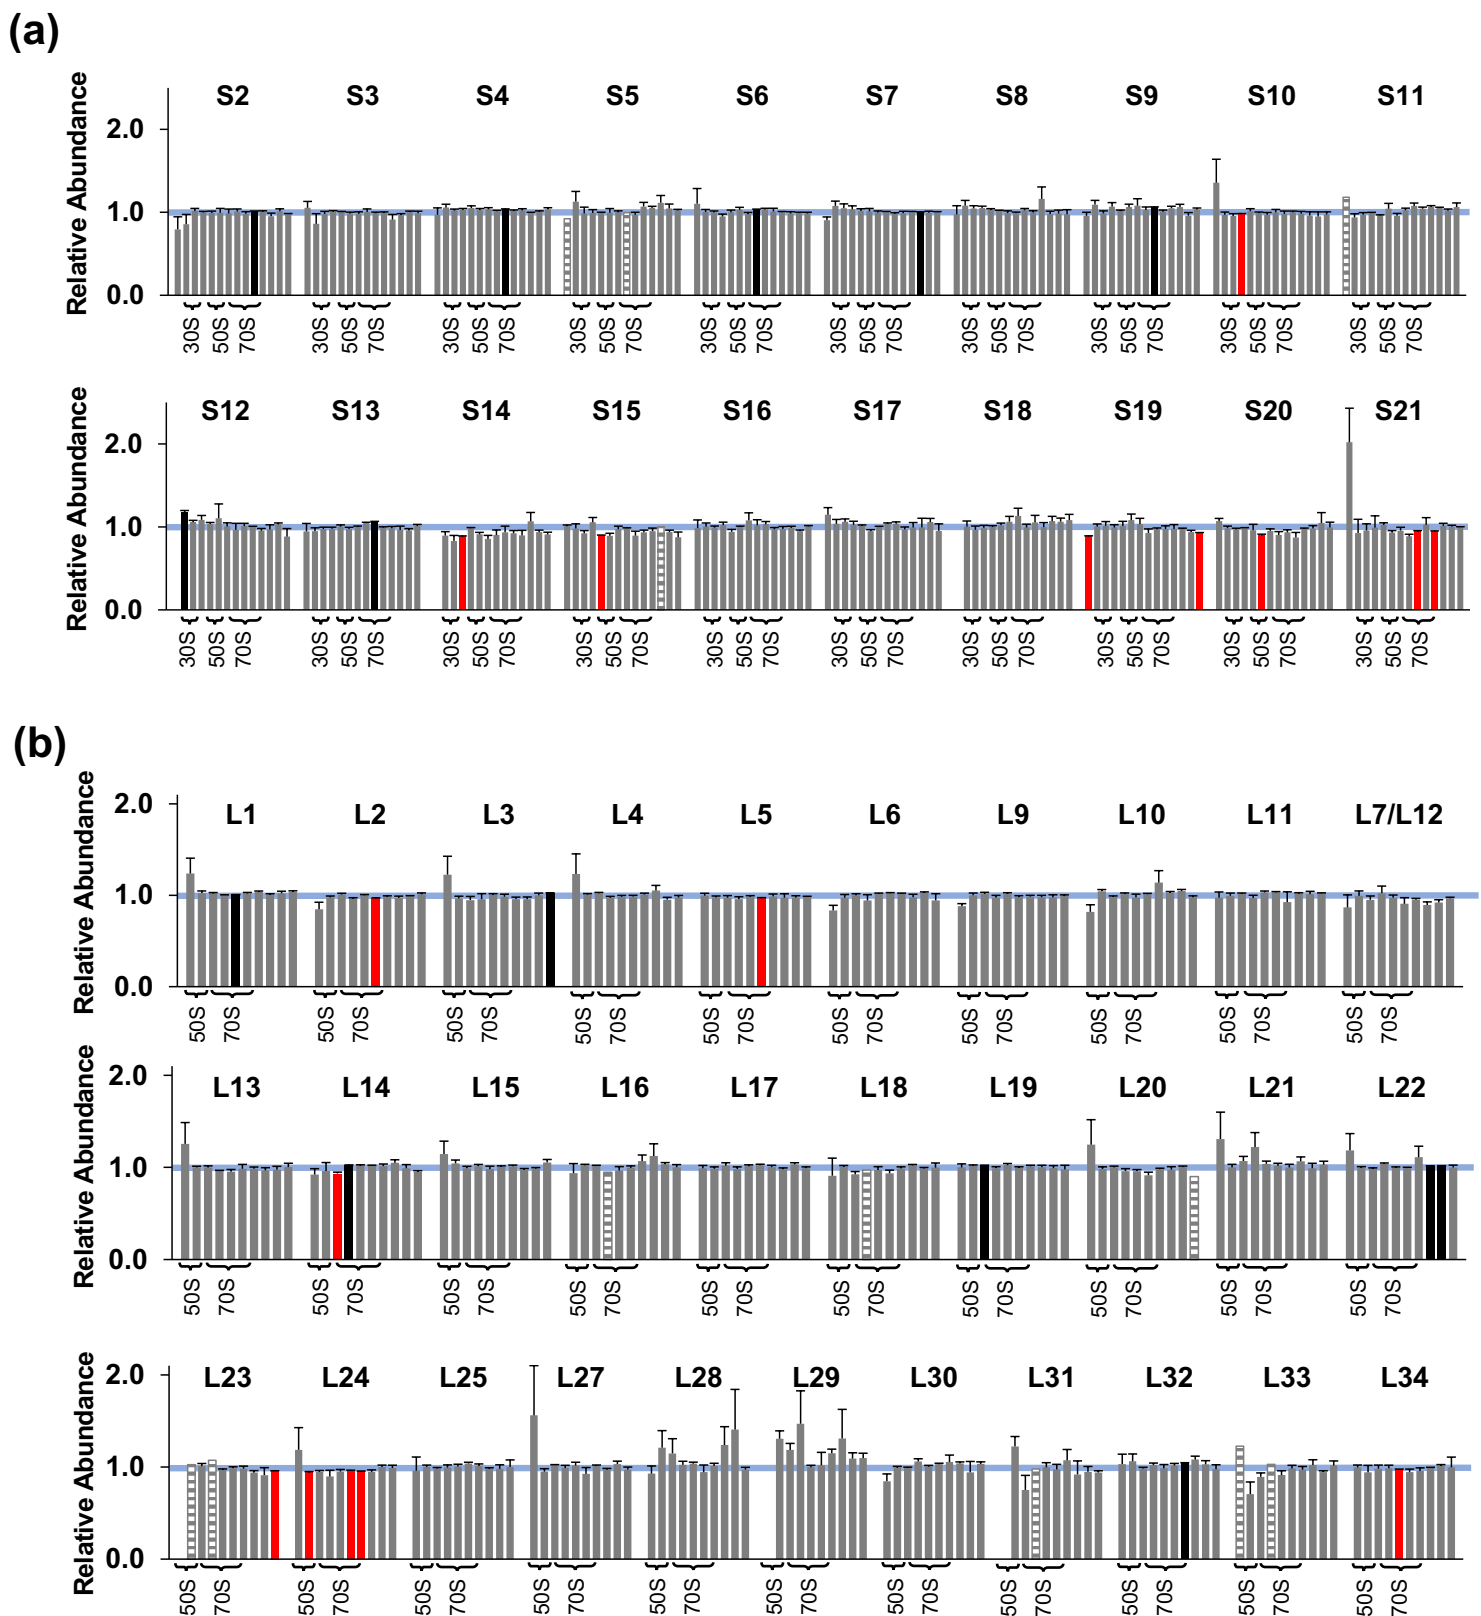 (a)
Relative Abundance
S2 S3 S4 S5 S6 S7 S8 S9 S10 S11
2.0
1.0
0.0
30S 50S 70S 30S 50S 70S 30S 50S 70S 30S 50S 70S 30S 50S 70S 30S 50S 70S 30S 50S 70S 30S 50S 70S 30S 50S 70S 30S 50S 70S
Relative Abundance
S12 S13 S14 S15 S16 S17 S18 S19 S20 S21
2.0
1.0
0.0
30S 50S 70S 30S 50S 70S 30S 50S 70S 30S 50S 70S 30S 50S 70S 30S 50S 70S 30S 50S 70S 30S 50S 70S 30S 50S 70S 30S 50S 70S
(b)
Relative Abundance
2.0
L1 L2 L3 L4 L5 L6 L9 L10 L11 L7/L12
1.0
0.0
50S 70S 50S 70S 50S 70S 50S 70S 50S 70S 50S 70S 50S 70S 50S 70S 50S 70S 50S 70S
Relative Abundance
2.0
L13 L14 L15 L16 L17 L18 L19 L20 L21 L22
1.0
0.0
50S 70S 50S 70S 50S 70S 50S 70S 50S 70S 50S 70S 50S 70S 50S 70S 50S 70S 50S 70S
Relative Abundance
2.0
L23 L24 L25 L27 L28 L29 L30 L31 L32 L33 L34
1.0
0.0
50S 70S 50S 70S 50S 70S 50S 70S 50S 70S 50S 70S 50S 70S 50S 70S 50S 70S 50S 70S 50S 70S